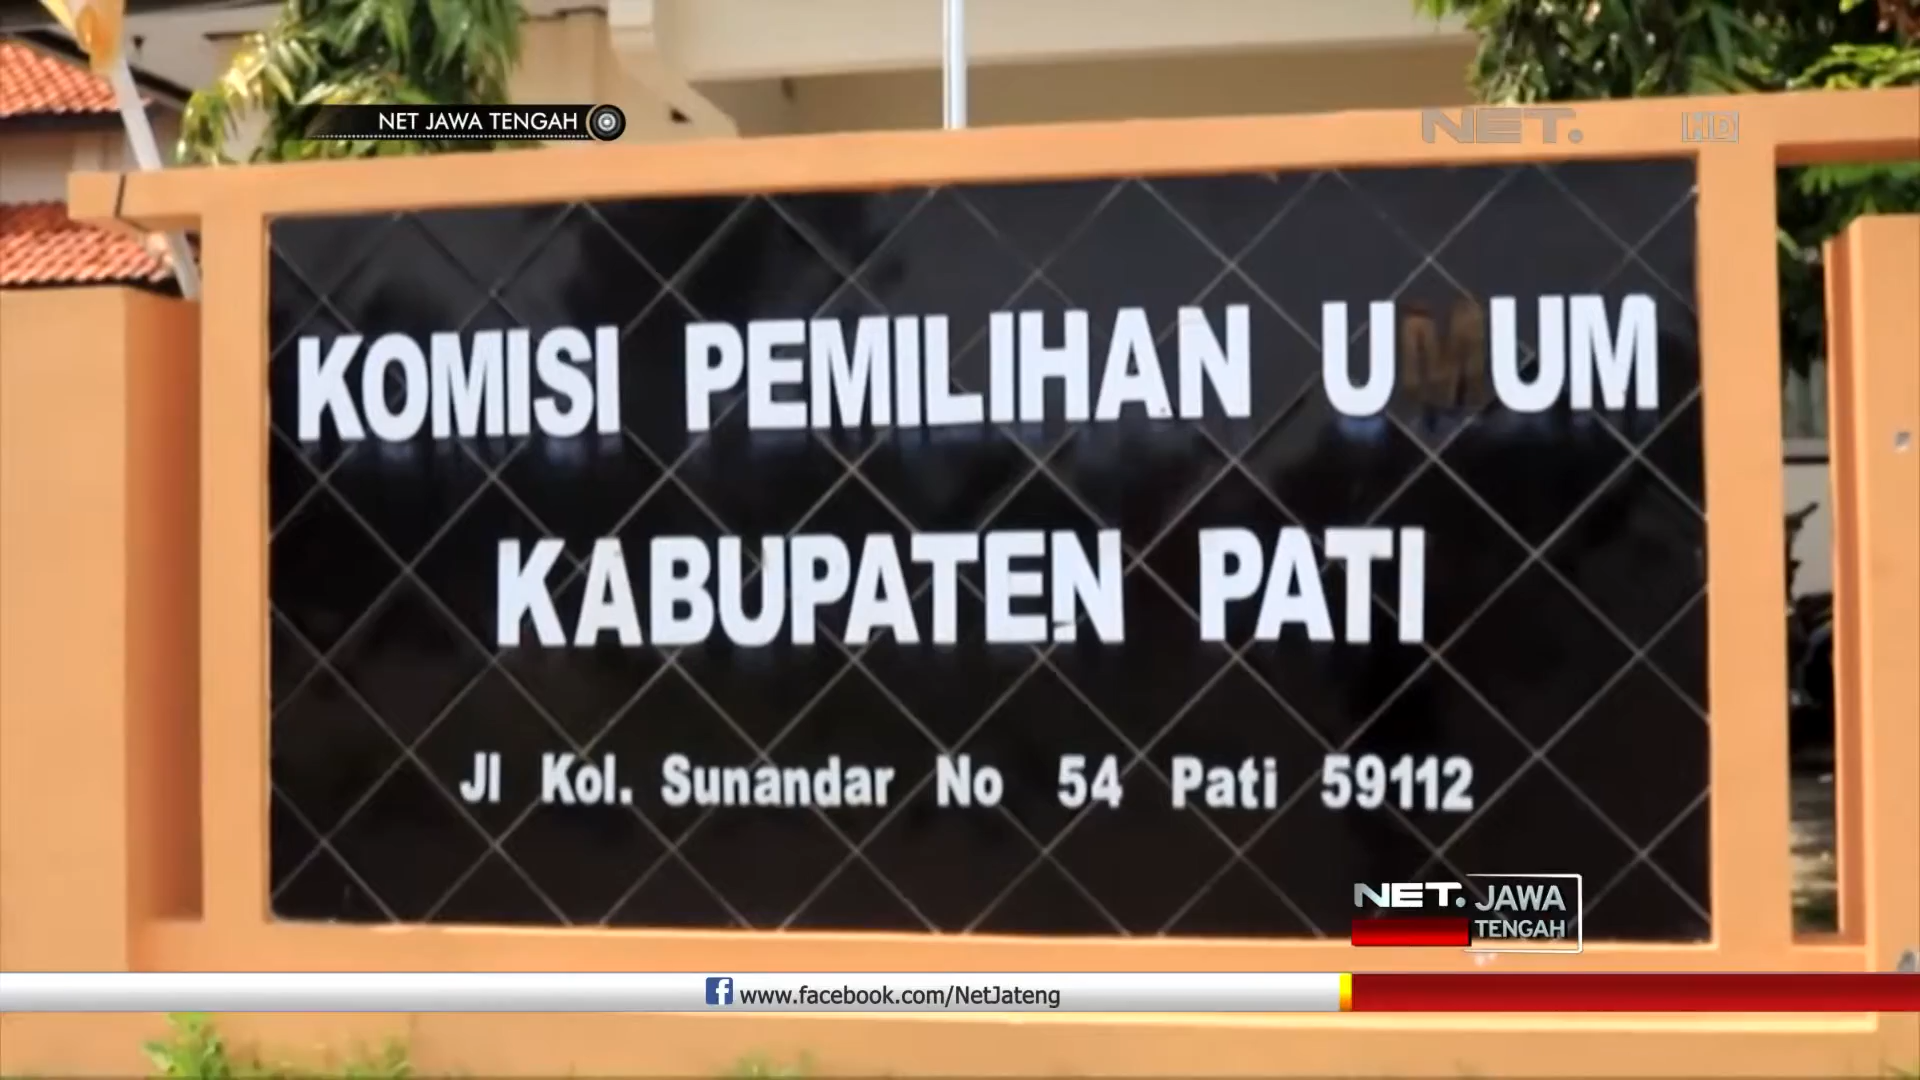 NET JAWA TENGAH
NET. HD
KOMISI PEMILIHAN U UM
KABUPATEN PATI
Jl Kol. Sunandar No 54 Pati 59112
NET. JAWA
TENGAH
www.facebook.com/NetJateng